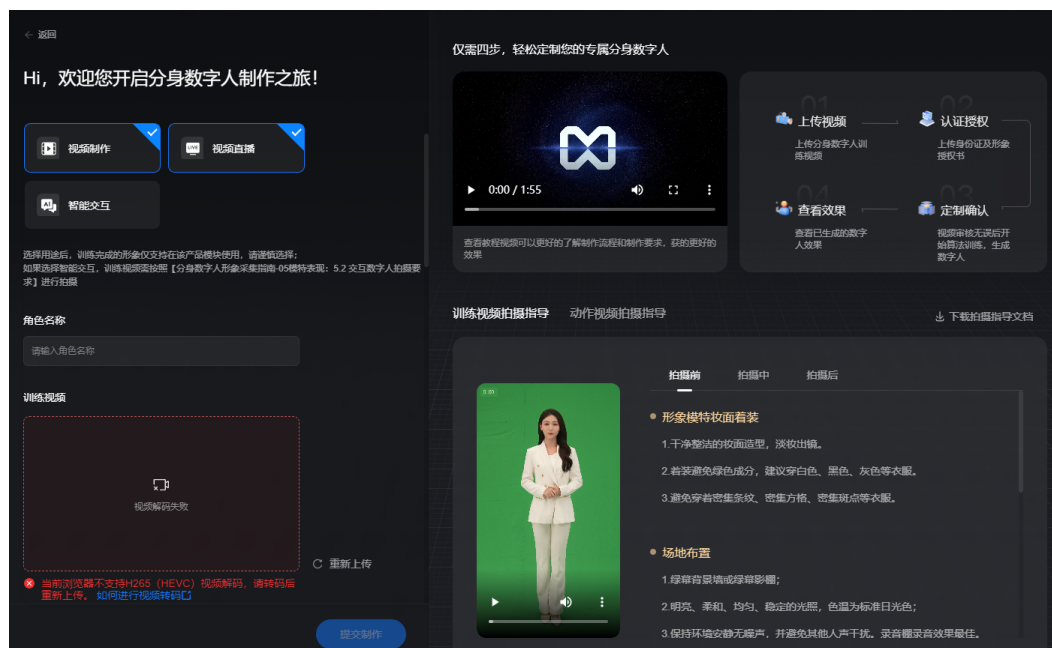 ← 返回
Hi，欢迎您开启分身数字人制作之旅！
视频制作
LIVE
视频直播
AI
智能交互
选择用途后，训练完成的形象仅支持在该产品模块使用，请谨慎选择；
如果选择智能交互，训练视频需按照【分身数字人形象采集指南-05模特表现：5.2 交互数字人拍摄要
求】进行拍摄
角色名称
请输入角色名称
训练视频
视频解码失败
重新上传
当前浏览器不支持H265（HEVC）视频解码，请转码后
重新上传。 如何进行视频转码
提交制作
仅需四步，轻松定制您的专属分身数字人
0:00 / 1:55
查看教程视频可以更好的了解制作流程和制作要求，获的更好的
效果
01
上传视频
上传分身数字人训
练视频
02
认证授权
上传身份证及形象
授权书
04
查看效果
查看已生成的数字
人效果
03
定制确认
视频审核无误后开
始算法训练，生成
数字人
训练视频拍摄指导 动作视频拍摄指导
下载拍摄指导文档
拍摄前 拍摄中 拍摄后
形象模特妆面着装
1.干净整洁的妆面造型，淡妆出镜。
2.着装避免绿色成分，建议穿白色、黑色、灰色等衣服。
3.避免穿着密集条纹、密集方格、密集斑点等衣服。
场地布置
1.绿幕背景墙或绿幕影棚；
2.明亮、柔和、均匀、稳定的光照，色温为标准日光色；
3.保持环境安静无噪声，并避免其他人声干扰。录音棚录音效果最佳。